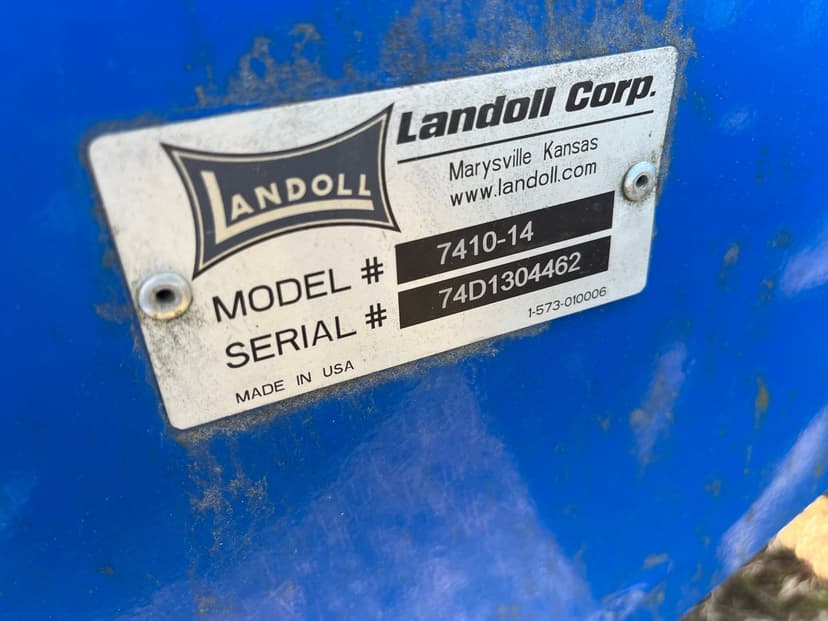 LANDOLL
Landoll Corp.
Marysville Kansas
www.landoll.com
MODEL # 7410-14
SERIAL # 74D1304462
MADE IN USA
1-573-010006